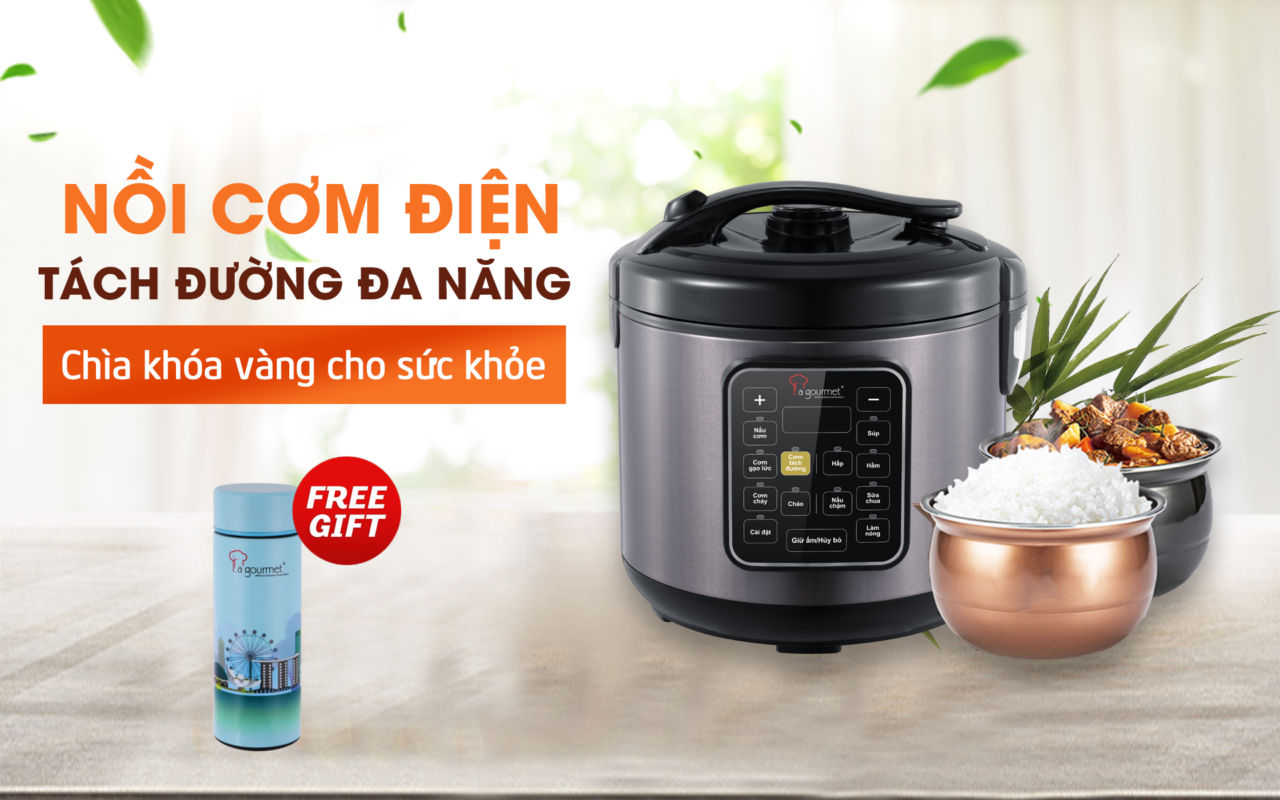 NỒI CƠM ĐIỆN
TÁCH ĐƯỜNG ĐA NĂNG
Chìa khóa vàng cho sức khỏe
FREE
GIFT
La gourmet®
La gourmet®
+
−
Nấu
cơm
Súp
Cơm
gạo lức
Cơm
tách
đường
Hấp
Hầm
Cơm
cháy
Cháo
Nấu
chậm
Sữa
chua
Cài đặt
Giữ ấm/Hủy bỏ
Làm
nóng